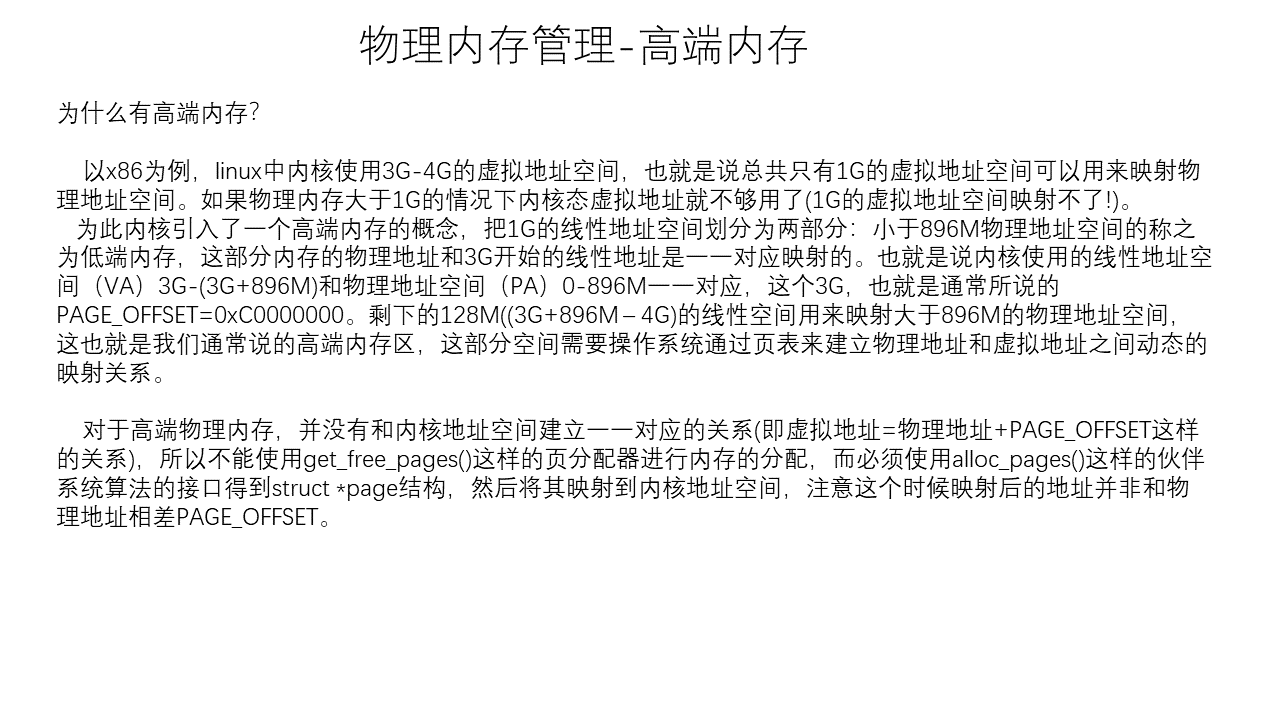 物理内存管理-高端内存
为什么有高端内存？
以x86为例，linux中内核使用3G-4G的虚拟地址空间，也就是说总共只有1G的虚拟地址空间可以用来映射物
理地址空间。如果物理内存大于1G的情况下内核态虚拟地址就不够用了(1G的虚拟地址空间映射不了!)。
为此内核引入了一个高端内存的概念，把1G的线性地址空间划分为两部分：小于896M物理地址空间的称之
为低端内存，这部分内存的物理地址和3G开始的线性地址是一一对应映射的。也就是说内核使用的线性地址空
间（VA）3G-(3G+896M)和物理地址空间（PA）0-896M一一对应，这个3G，也就是通常所说的
PAGE_OFFSET=0xC0000000。剩下的128M((3G+896M – 4G)的线性空间用来映射大于896M的物理地址空间，
这也就是我们通常说的高端内存区，这部分空间需要操作系统通过页表来建立物理地址和虚拟地址之间动态的
映射关系。
对于高端物理内存，并没有和内核地址空间建立一一对应的关系(即虚拟地址=物理地址+PAGE_OFFSET这样
的关系)，所以不能使用get_free_pages()这样的页分配器进行内存的分配，而必须使用alloc_pages()这样的伙伴
系统算法的接口得到struct *page结构，然后将其映射到内核地址空间，注意这个时候映射后的地址并非和物
理地址相差PAGE_OFFSET。